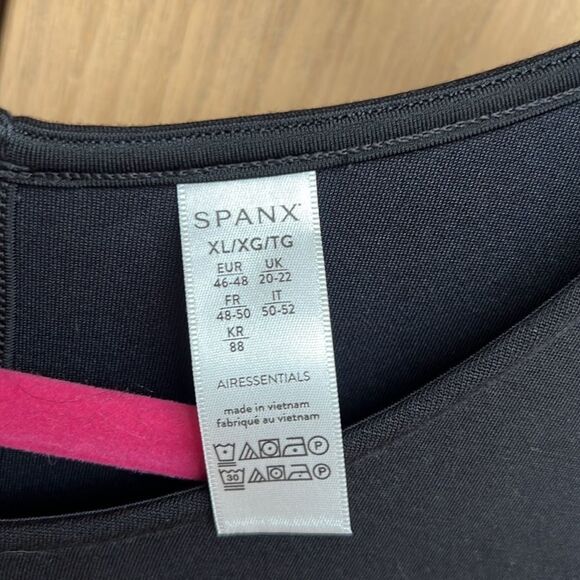 SPANX
XL/XG/TG
EUR UK
46-48 20-22
FR IT
48-50 50-52
KR
88
AIRESSENTIALS
made in vietnam
fabriqué au vietnam
P
30 P